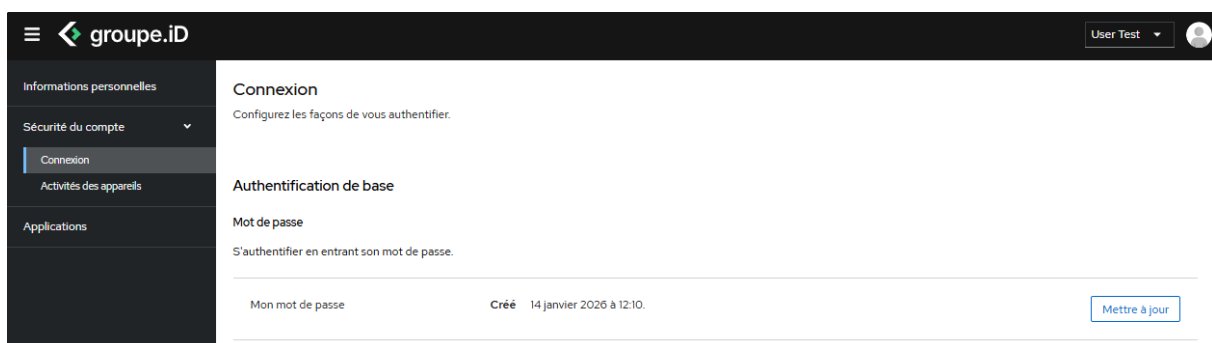 groupe.iD
User Test
Informations personnelles
Sécurité du compte
Connexion
Activités des appareils
Applications
Connexion
Configurez les façons de vous authentifier.
Authentification de base
Mot de passe
S'authentifier en entrant son mot de passe.
Mon mot de passe Créé 14 janvier 2026 à 12:10. Mettre à jour